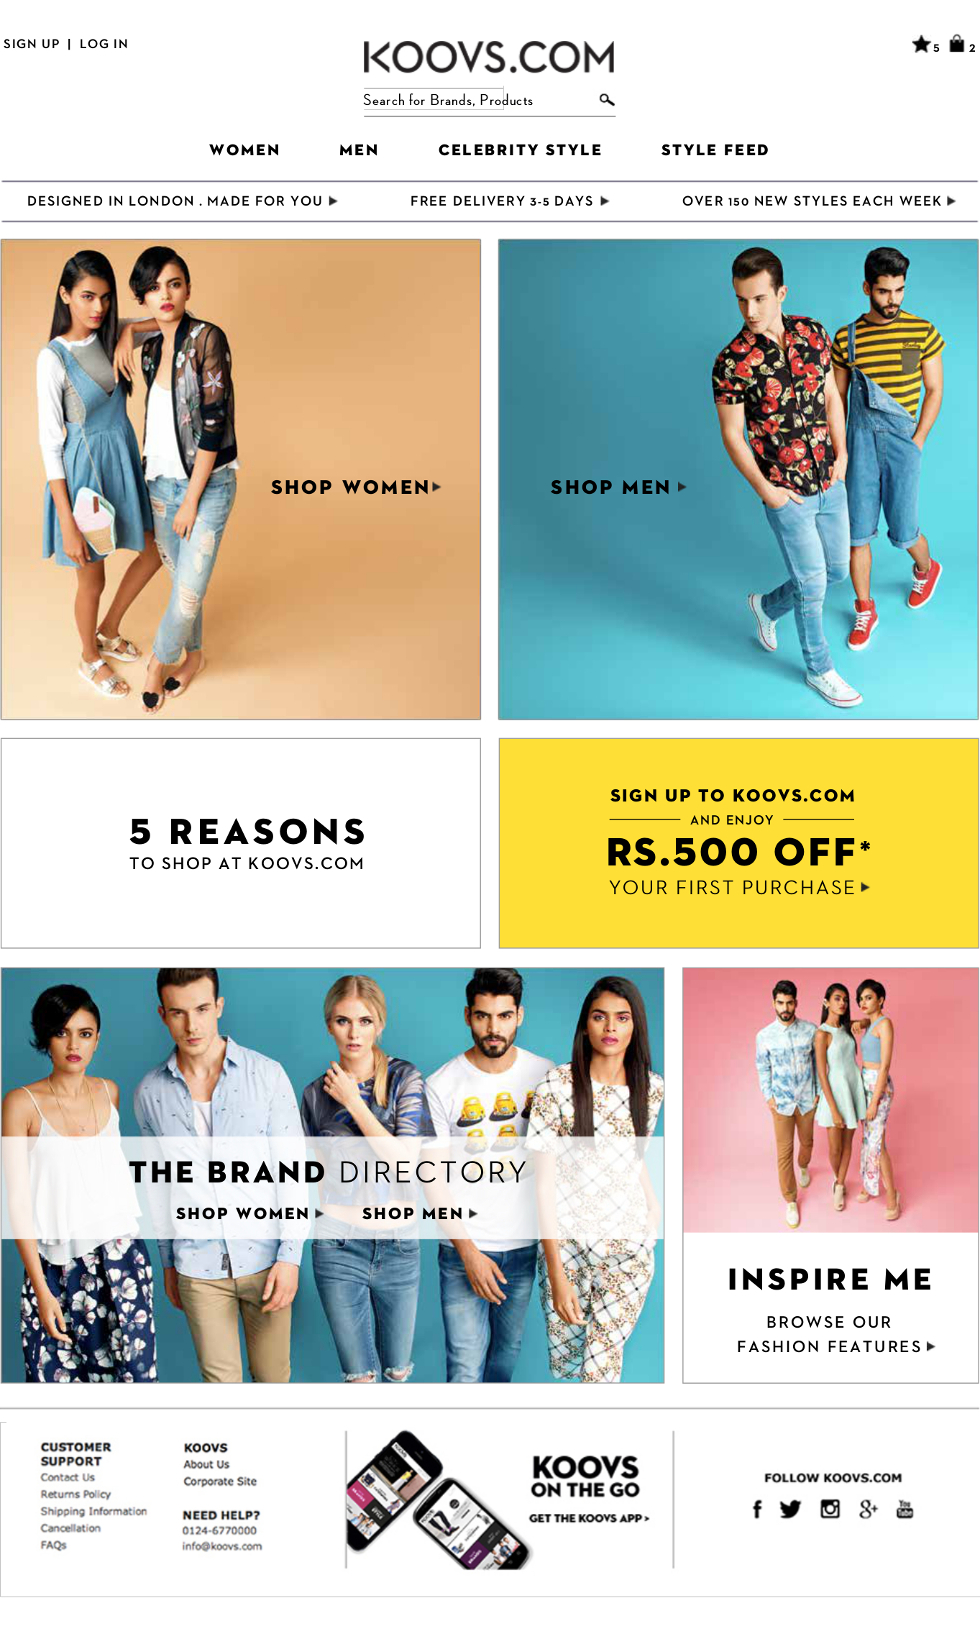 SIGN UP | LOG IN
KOOVS.COM
5 2
Search for Brands, Products
WOMEN MEN CELEBRITY STYLE STYLE FEED
DESIGNED IN LONDON . MADE FOR YOU FREE DELIVERY 3-5 DAYS OVER 150 NEW STYLES EACH WEEK
SHOP WOMEN
SHOP MEN
5 REASONS
TO SHOP AT KOOVS.COM
SIGN UP TO KOOVS.COM
AND ENJOY
RS.500 OFF*
YOUR FIRST PURCHASE
THE BRAND DIRECTORY
SHOP WOMEN SHOP MEN
INSPIRE ME
BROWSE OUR
FASHION FEATURES
CUSTOMER
SUPPORT
Contact Us
Returns Policy
Shipping Information
Cancellation
FAQs
KOOVS
About Us
Corporate Site
NEED HELP?
0124-6770000
info@koovs.com
KOOVS
ON THE GO
GET THE KOOVS APP >
FOLLOW KOOVS.COM
f 8+ You Tube